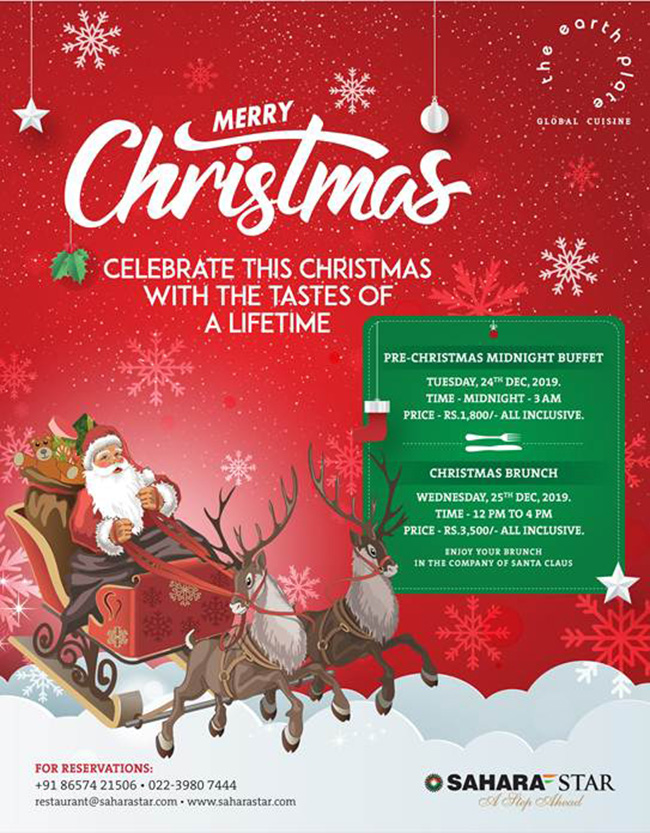 the earth plate
GLOBAL CUISINE
MERRY
Christmas
CELEBRATE THIS CHRISTMAS
WITH THE TASTES OF
A LIFETIME
PRE-CHRISTMAS MIDNIGHT BUFFET
TUESDAY, 24TH DEC, 2019.
TIME - MIDNIGHT - 3 AM
PRICE - RS.1,800/- ALL INCLUSIVE.
CHRISTMAS BRUNCH
WEDNESDAY, 25TH DEC, 2019.
TIME - 12 PM TO 4 PM
PRICE - RS.3,500/- ALL INCLUSIVE.
ENJOY YOUR BRUNCH
IN THE COMPANY OF SANTA CLAUS
FOR RESERVATIONS:
+91 86574 21506 • 022-3980 7444
restaurant@saharastar.com • www.saharastar.com
SAHARA STAR
A Step Ahead